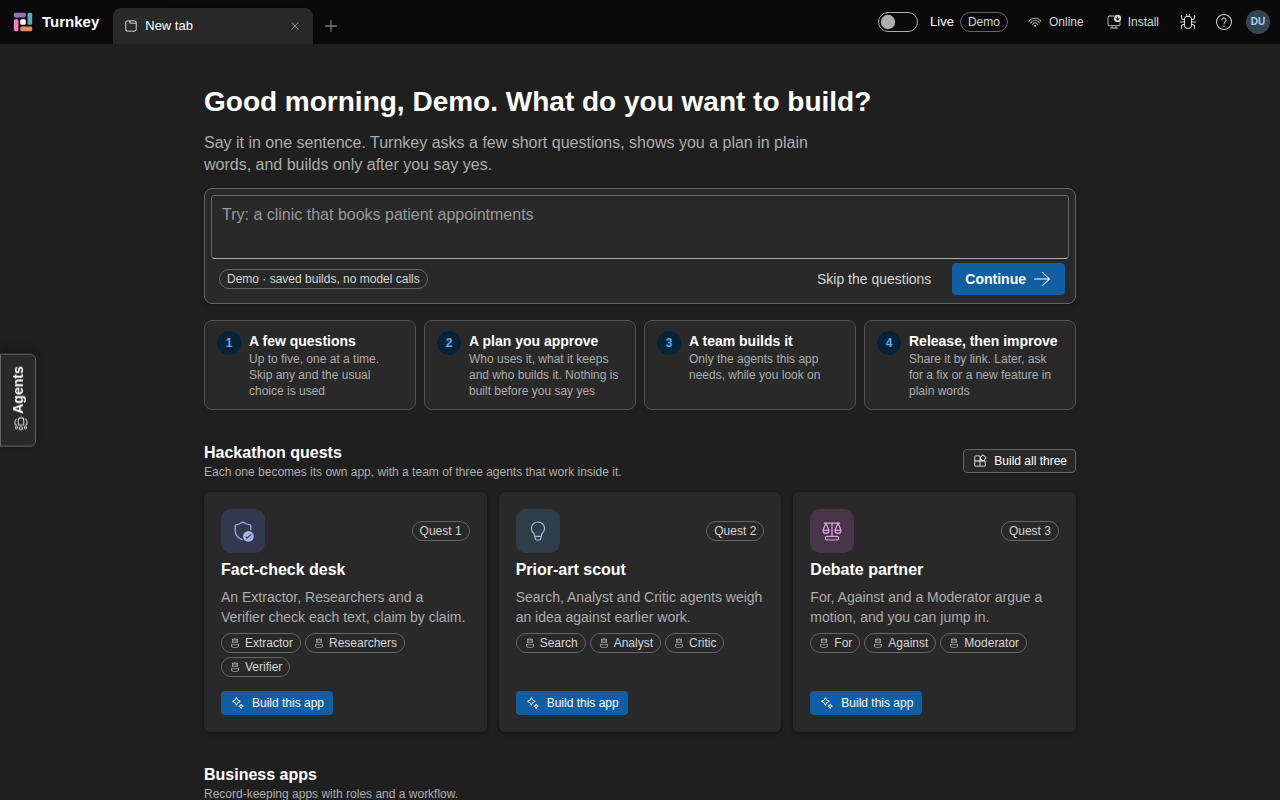 Turnkey
New tab
Live
Demo
Online
Install
DU
Good morning, Demo. What do you want to build?
Say it in one sentence. Turnkey asks a few short questions, shows you a plan in plain
words, and builds only after you say yes.
Try: a clinic that books patient appointments
Demo · saved builds, no model calls
Skip the questions
Continue
1
A few questions
Up to five, one at a time.
Skip any and the usual
choice is used
2
A plan you approve
Who uses it, what it keeps
and who builds it. Nothing is
built before you say yes
3
A team builds it
Only the agents this app
needs, while you look on
4
Release, then improve
Share it by link. Later, ask
for a fix or a new feature in
plain words
Agents
Hackathon quests
Each one becomes its own app, with a team of three agents that work inside it.
Build all three
Quest 1
Fact-check desk
An Extractor, Researchers and a
Verifier check each text, claim by claim.
Extractor
Researchers
Verifier
Build this app
Quest 2
Prior-art scout
Search, Analyst and Critic agents weigh
an idea against earlier work.
Search
Analyst
Critic
Build this app
Quest 3
Debate partner
For, Against and a Moderator argue a
motion, and you can jump in.
For
Against
Moderator
Build this app
Business apps
Record-keeping apps with roles and a workflow.